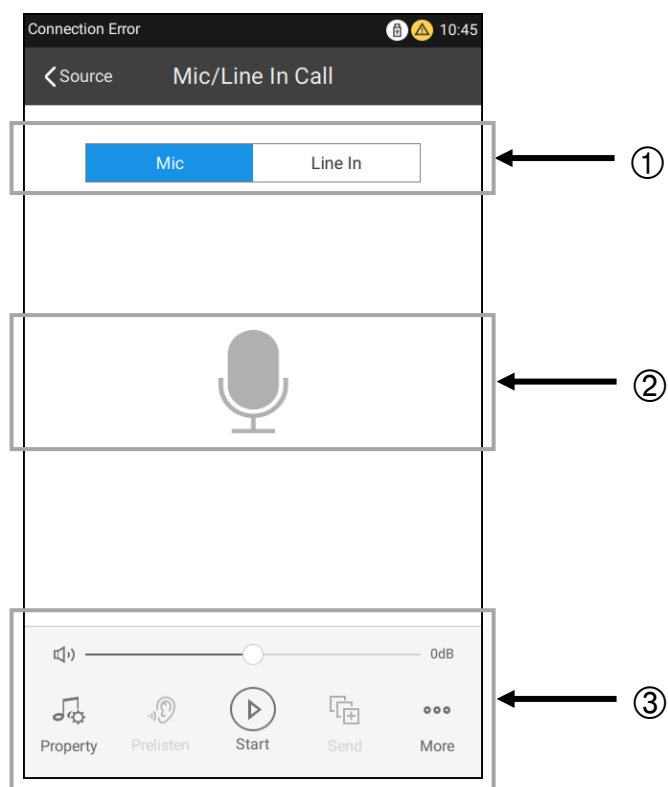 Connection Error 10:45
Source Mic/Line In Call
Mic Line In
①
②
0dB
③
Property Prelisten Start Send More